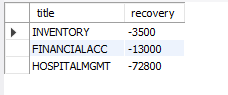 title recovery
INVENTORY -3500
FINANCIALACC -13000
HOSPITALMGMT -72800